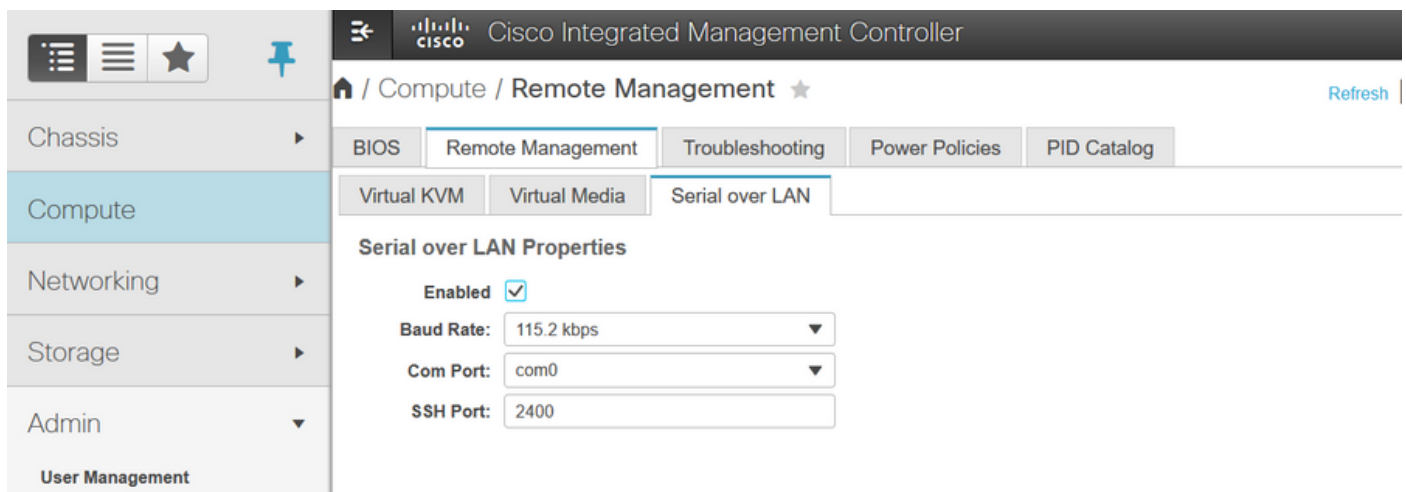 CISCO Cisco Integrated Management Controller
/ Compute / Remote Management
Refresh
Chassis
Compute
Networking
Storage
Admin
User Management
BIOS Remote Management Troubleshooting Power Policies PID Catalog
Virtual KVM Virtual Media Serial over LAN
Serial over LAN Properties
Enabled
Baud Rate: 115.2 kbps
Com Port: com0
SSH Port: 2400